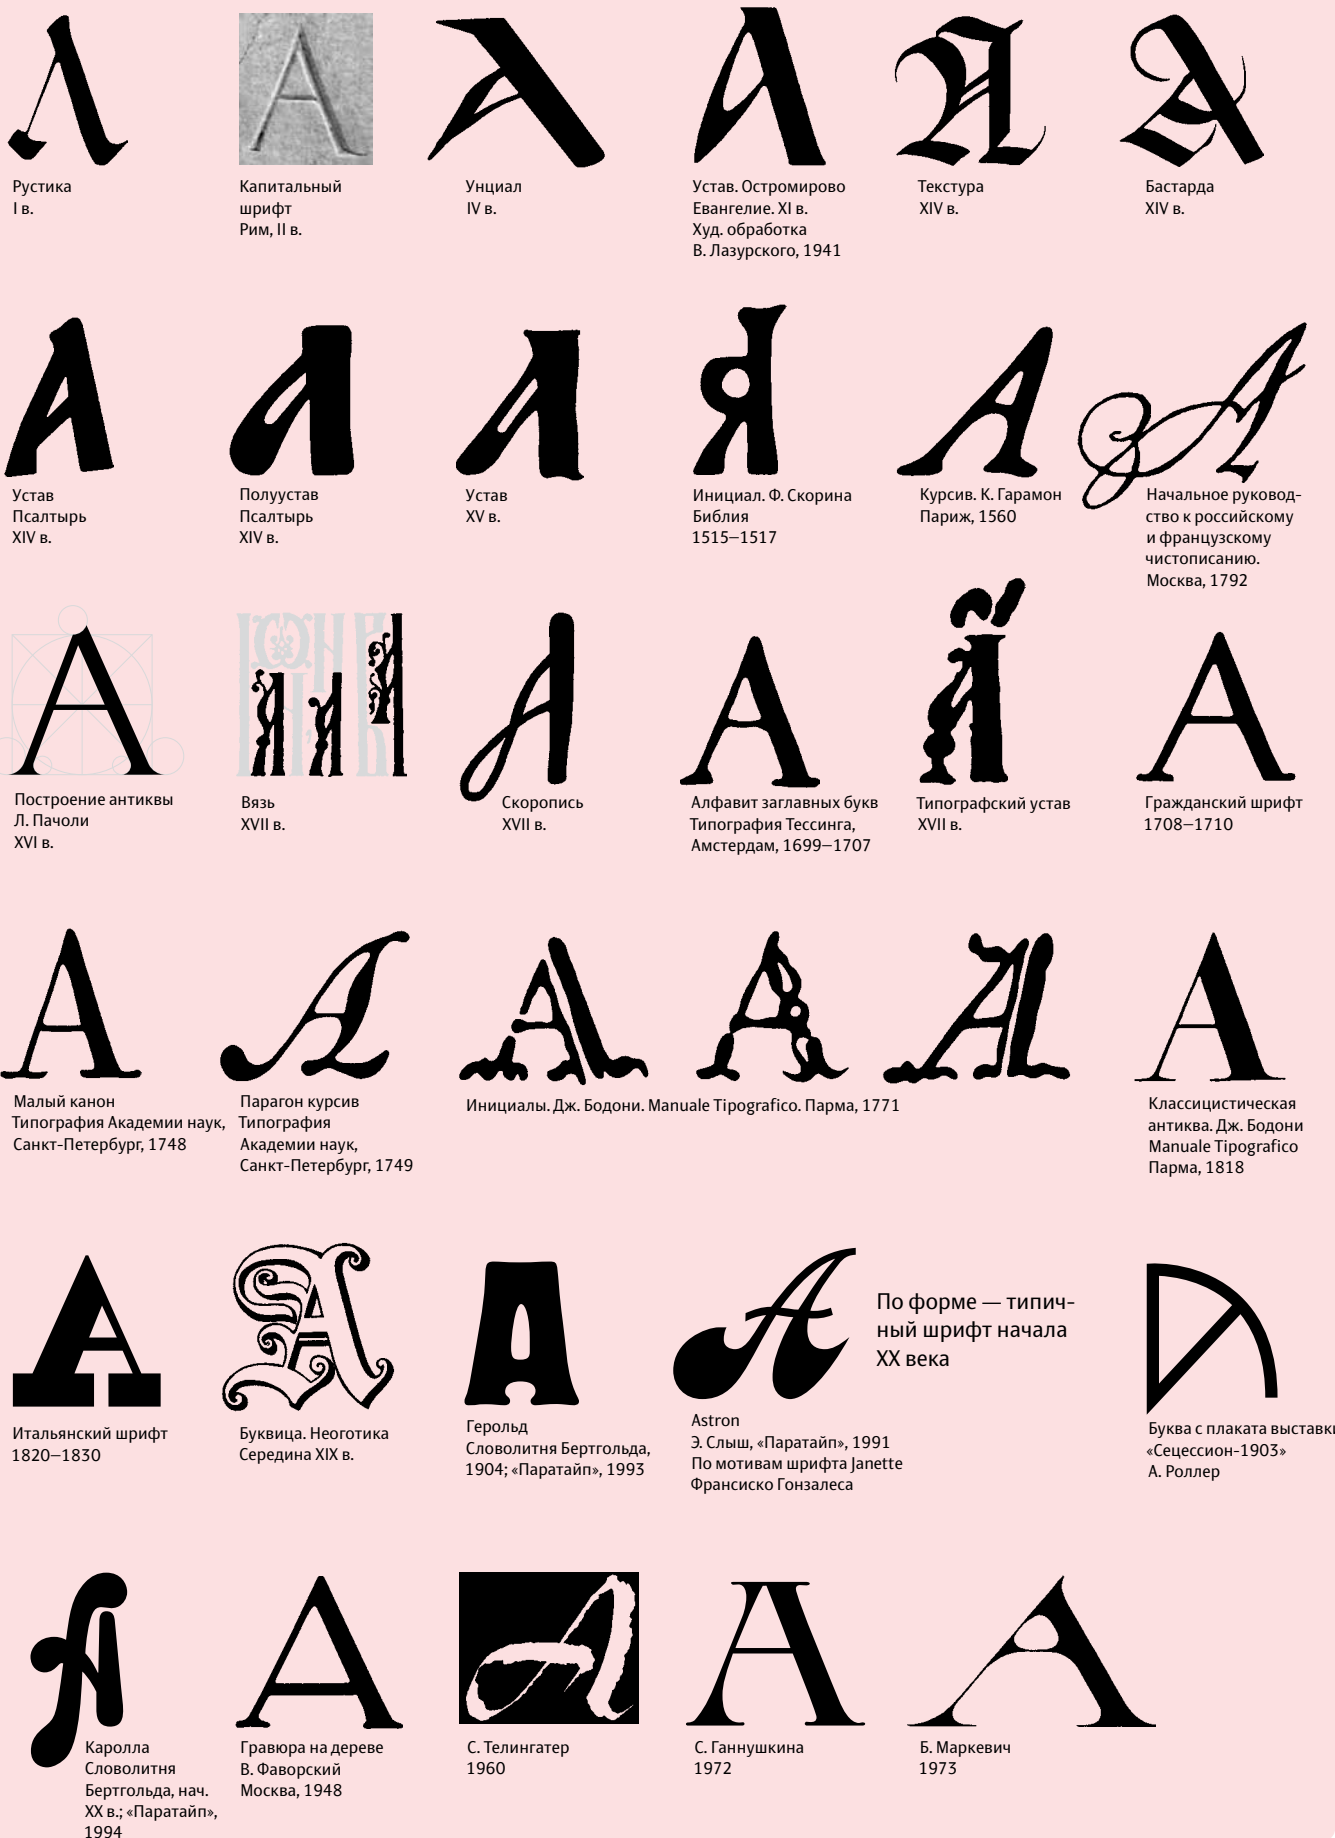 Рустика
I в.
Капитальный
шрифт
Рим, II в.
Унциал
IV в.
Устав. Остромирово
Евангелие. XI в.
Худ. обработка
В. Лазурского, 1941
Текстура
XIV в.
Бастарда
XIV в.
Устав
Псалтырь
XIV в.
Полуустав
Псалтырь
XIV в.
Устав
XV в.
Инициал. Ф. Скорина
Библия
1515–1517
Курсив. К. Гарамон
Париж, 1560
Начальное руковод-
ство к российскому
и французскому
чистописанию.
Москва, 1792
Построение антиквы
Л. Пачоли
XVI в.
Вязь
XVII в.
Скоропись
XVII в.
Алфавит заглавных букв
Типография Тессинга,
Амстердам, 1699–1707
Типографский устав
XVII в.
Гражданский шрифт
1708–1710
Малый канон
Типография Академии наук,
Санкт-Петербург, 1748
Парагон курсив
Типография
Академии наук,
Санкт-Петербург, 1749
Инициалы. Дж. Бодони. Manuale Tipografico. Парма, 1771
Классицистическая
антиква. Дж. Бодони
Manuale Tipografico
Парма, 1818
Итальянский шрифт
1820–1830
Буквица. Неоготика
Середина XIX в.
Герольд
Словолитня Бертгольда,
1904; «Паратайп», 1993
Astron
Э. Слыш, «Паратайп», 1991
По мотивам шрифта Janette
Франсиско Гонзалеса
По форме — типич-
ный шрифт начала
XX века
Буква с плаката выставки
«Сецессион-1903»
А. Роллер
Каролла
Словолитня
Бертгольда, нач.
XX в.; «Паратайп»,
1994
Гравюра на дереве
В. Фаворский
Москва, 1948
С. Телингатер
1960
С. Ганнушкина
1972
Б. Маркевич
1973